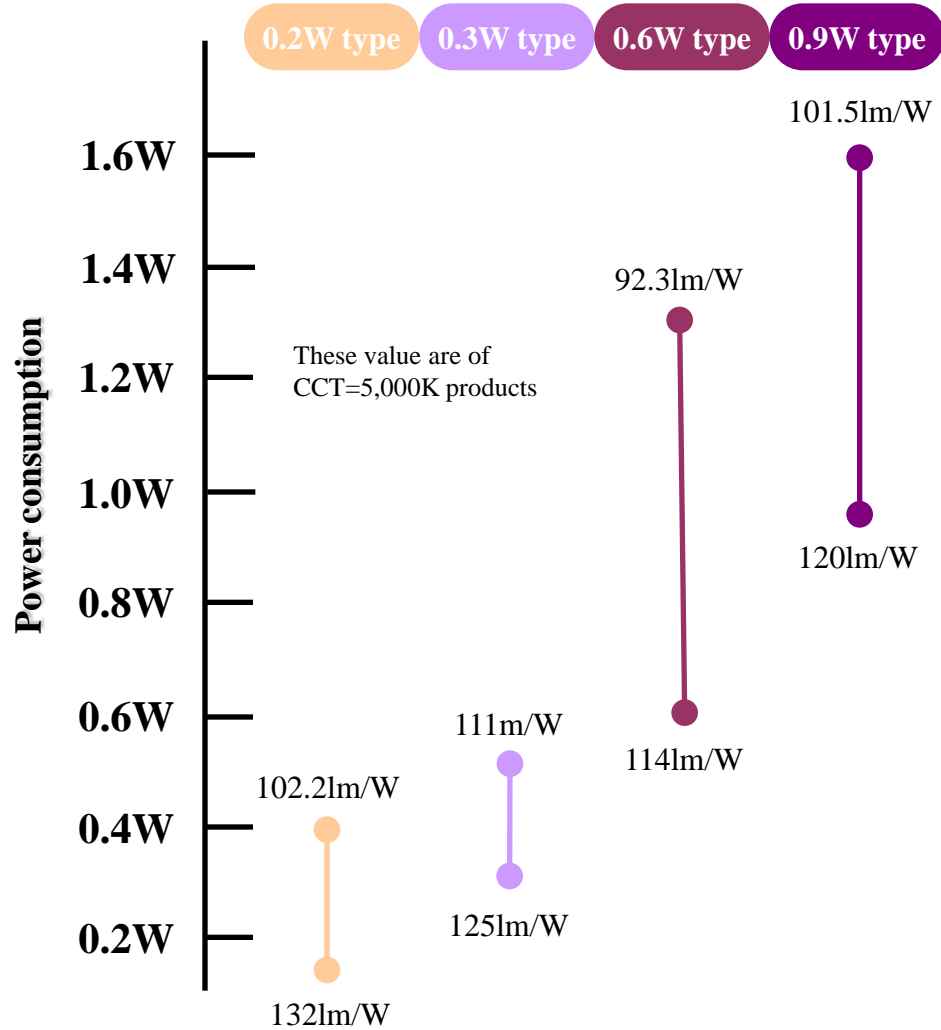 0.2W type
0.3W type
0.6W type
0.9W type
101.5lm/W
1.6W
1.4W
92.3lm/W
These value are of
CCT=5,000K products
1.2W
Power consumption
1.0W
120lm/W
0.8W
0.6W
111m/W
114lm/W
102.2lm/W
0.4W
125lm/W
0.2W
132lm/W